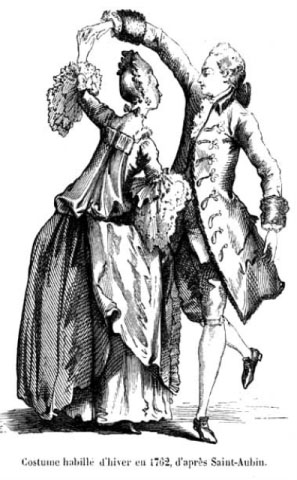 Costume habillé d'hiver en 1762, d'après Saint-Aubin.